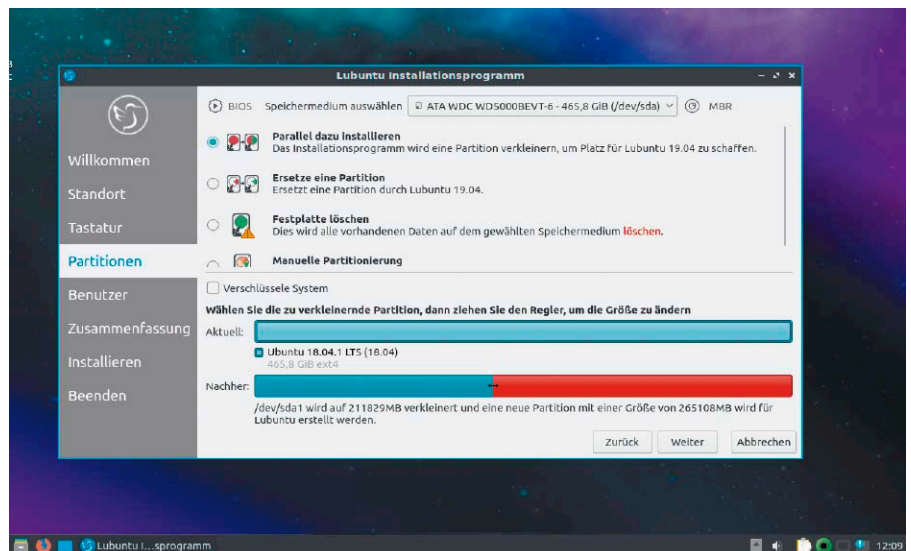 Lubuntu Installationsprogramm
BIOS Speichermedium auswählen ATA WDC WD5000BEVT-6 - 465,8 GiB (/dev/sda) MBR
Parallel dazu installieren
Das Installationsprogramm wird eine Partition verkleinern, um Platz für Lubuntu 19.04 zu schaffen.
Willkommen
Ersetze eine Partition
Ersetzt eine Partition durch Lubuntu 19.04.
Standort
Festplatte löschen
Dies wird alle vorhandenen Daten auf dem gewählten Speichermedium löschen.
Tastatur
Partitionen
Manuelle Partitionierung
Benutzer
Verschlüssele System
Wählen Sie die zu verkleinernde Partition, dann ziehen Sie den Regler, um die Größe zu ändern
Zusammenfassung
Aktuell:
Ubuntu 18.04.1 LTS (18.04)
465,8 GiB ext4
Installieren
Nachher:
Beenden
/dev/sda1 wird auf 211829MB verkleinert und eine neue Partition mit einer Größe von 265108MB wird für
Lubuntu erstellt werden.
Zurück Weiter Abbrechen
Lubuntu I...sprogramm
12:09